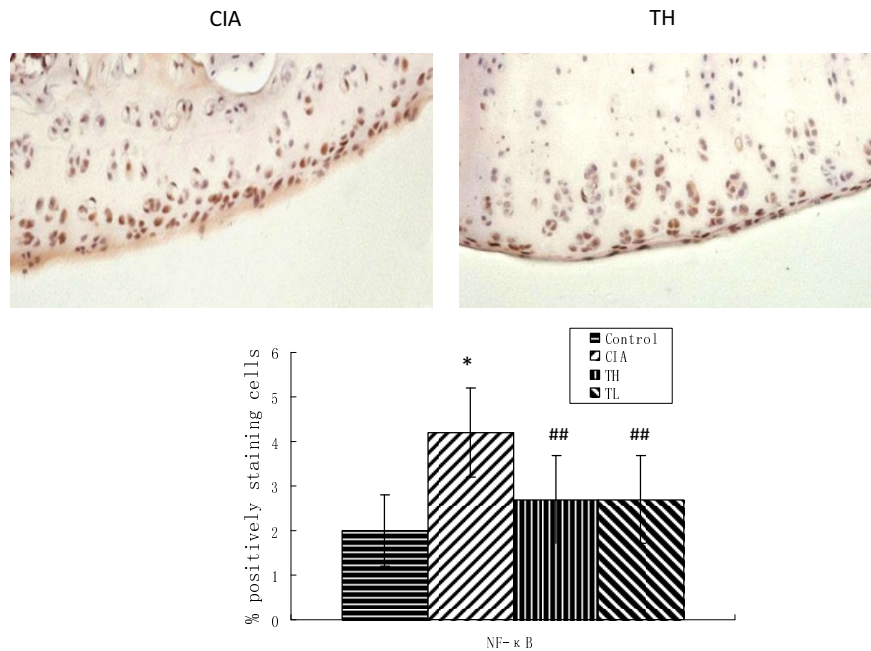 CIA TH
* Control
CIA
TH
TL
## ##
% positively staining cells
6
5
4
3
2
1
0
NF-κB